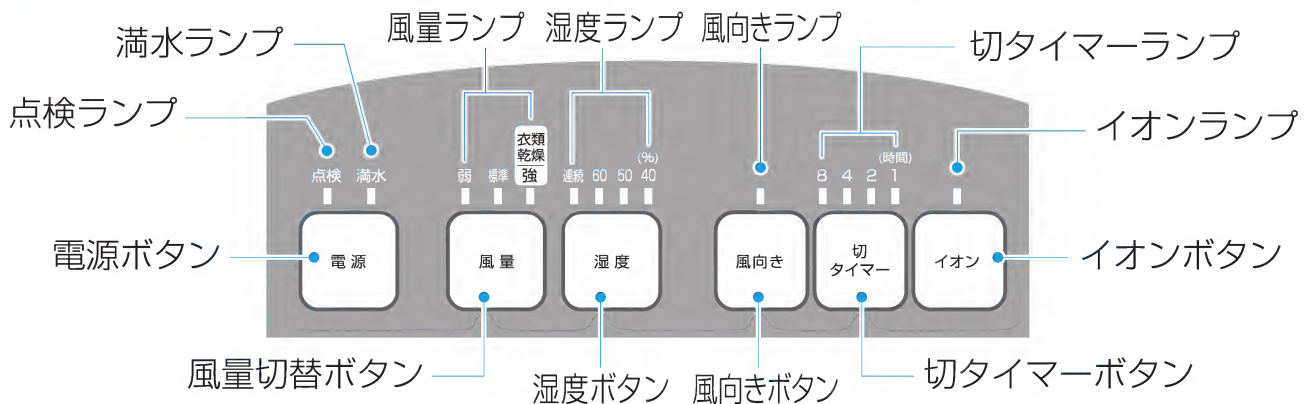 風量ランプ 湿度ランプ 風向きランプ
満水ランプ 切タイマーランプ
点検ランプ イオンランプ
衣類
乾燥
(%) (時間)
点検 満水 弱 標準 強 連続 60 50 40 8 4 2 1
電源ボタン 電源 風量 湿度 風向き 切
タイマー イオン イオンボタン
風量切替ボタン 湿度ボタン 風向きボタン 切タイマーボタン